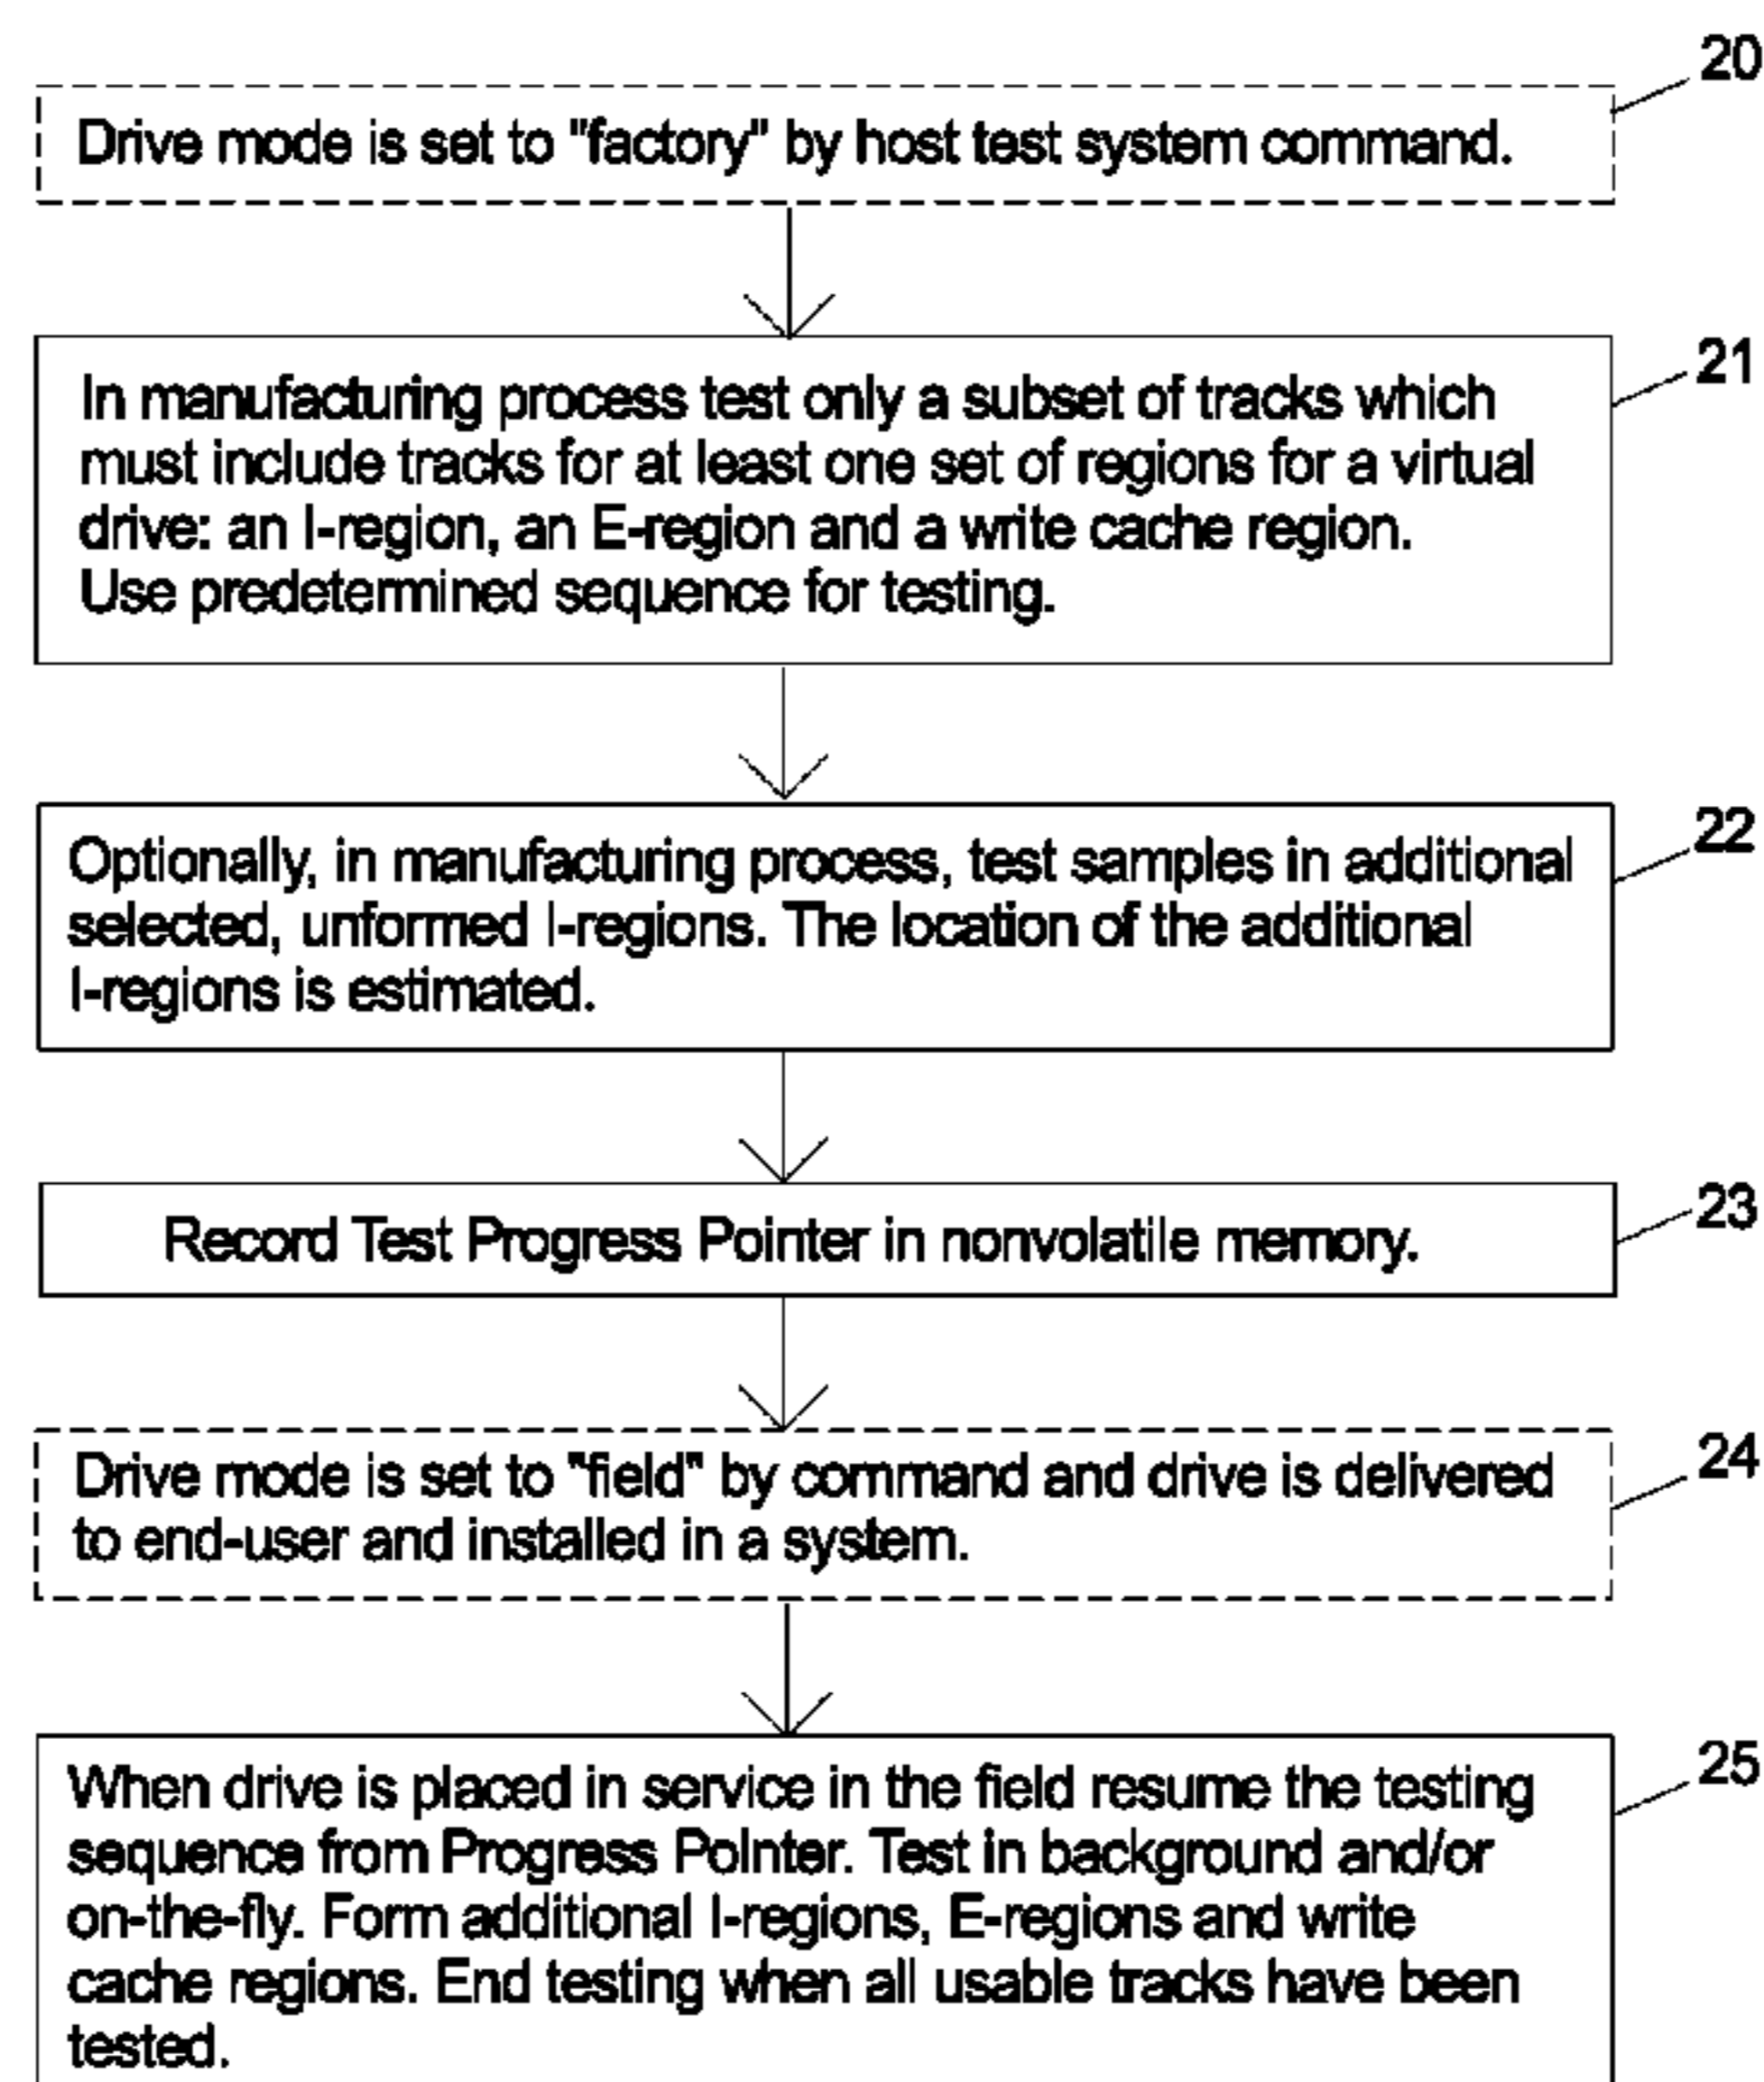 20
Drive mode is set to "factory" by host test system command.
21
In manufacturing process test only a subset of tracks which
must include tracks for at least one set of regions for a virtual
drive: an I-region, an E-region and a write cache region.
Use predetermined sequence for testing.
22
Optionally, in manufacturing process, test samples in additional
selected, unformed I-regions. The location of the additional
I-regions is estimated.
23
Record Test Progress Pointer in nonvolatile memory.
24
Drive mode is set to "field" by command and drive is delivered
to end-user and installed in a system.
25
When drive is placed in service in the field resume the testing
sequence from Progress Pointer. Test in background and/or
on-the-fly. Form additional I-regions, E-regions and write
cache regions. End testing when all usable tracks have been
tested.